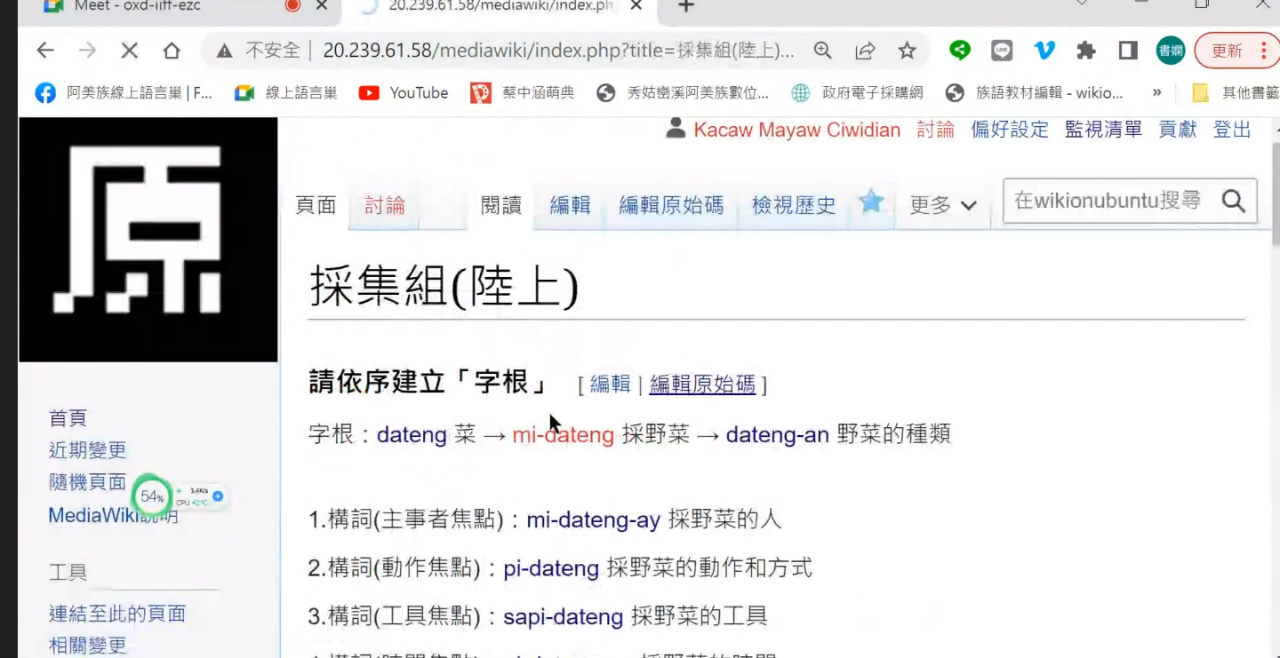 Meet - oxd-iiff-ezc
20.239.61.58/mediawiki/index.ph
不安全 20.239.61.58/mediawiki/index.php?title=採集組(陸上)... 書嫺 更新
阿美族線上語言巢 | F... 線上語言巢 YouTube 蔡中涵萌典 秀姑巒溪阿美族數位... 政府電子採購網 族語教材編輯 - wikio... » 其他書籤
Kacaw Mayaw Ciwidian 討論 偏好設定 監視清單 貢獻 登出
頁面 討論 閱讀 編輯 編輯原始碼 檢視歷史 更多 在wikionubuntu搜尋
原
採集組(陸上)
請依序建立「字根」 [ 編輯 | 編輯原始碼 ]
字根：dateng 菜 → mi-dateng 採野菜 → dateng-an 野菜的種類
1.構詞(主事者焦點)：mi-dateng-ay 採野菜的人
2.構詞(動作焦點)：pi-dateng 採野菜的動作和方式
3.構詞(工具焦點)：sapi-dateng 採野菜的工具
首頁
近期變更
隨機頁面
54%
MediaWiki說明
工具
連結至此的頁面
相關變更